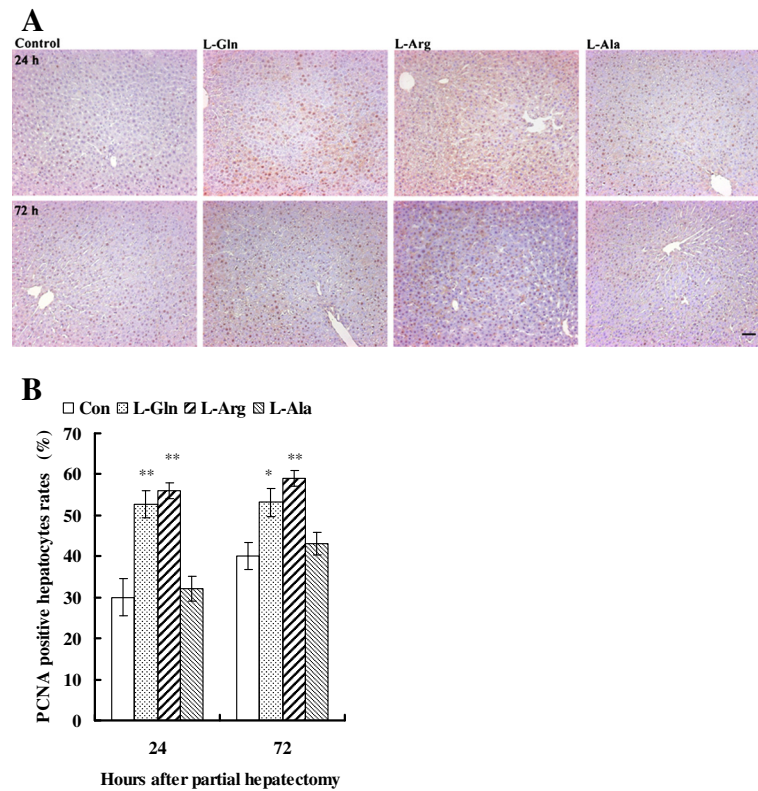 A
Control L-Gln L-Arg L-Ala
24 h
72 h
B
Con L-Gln L-Arg L-Ala
PCNA positive hepatocytes rates (%)
70
60
50
40
30
20
10
0
** ** * **
24 72
Hours after partial hepatectomy